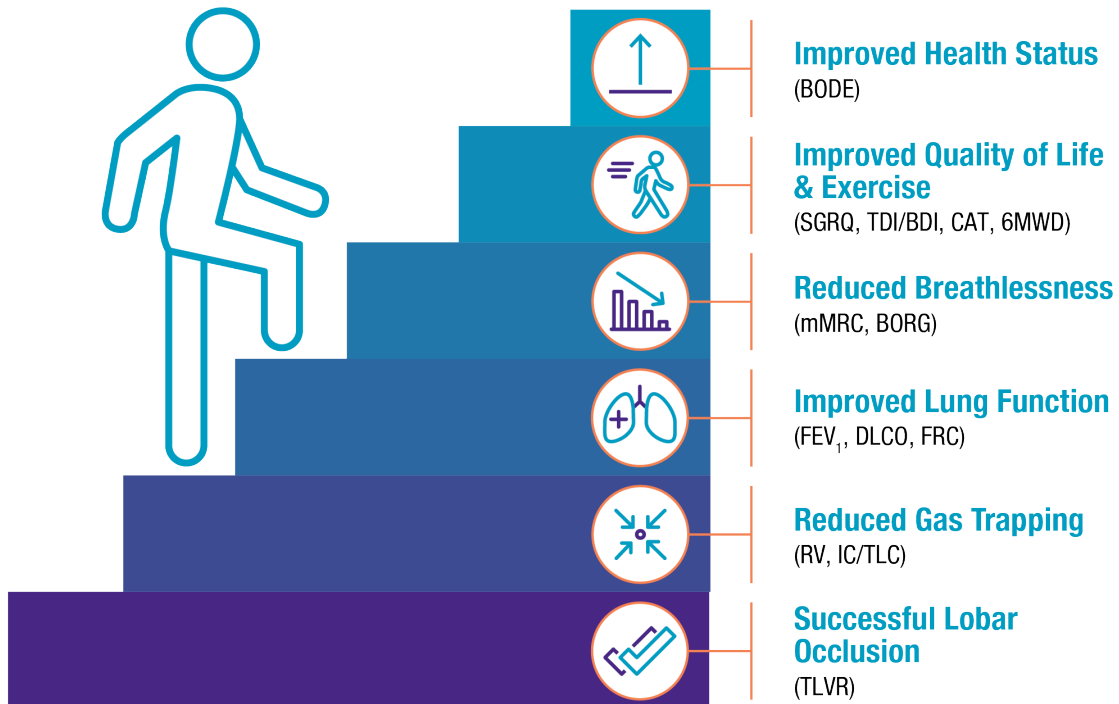 Improved Health Status
(BODE)
Improved Quality of Life
& Exercise
(SGRQ, TDI/BDI, CAT, 6MWD)
Reduced Breathlessness
(mMRC, BORG)
Improved Lung Function
(FEV₁, DLCO, FRC)
Reduced Gas Trapping
(RV, IC/TLC)
Successful Lobar
Occlusion
(TLVR)